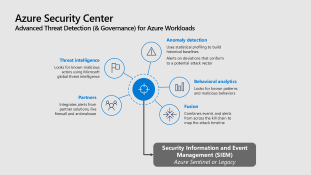 Azure Security Center
Advanced Threat Detection (& Governance) for Azure Workloads
Anomaly detection
Uses statistical profiling to build
historical baselines
Alerts on deviations that conform
to a potential attack vector
Threat intelligence
Looks for known malicious
actors using Microsoft
global threat intelligence
Behavioral analytics
Looks for known patterns
and malicious behaviors
Partners
Integrates alerts from
partner solutions, like
firewall and antimalware
Fusion
Combines events and alerts
from across the kill chain to
map the attack timeline
Security Information and Event
Management (SIEM)
Azure Sentinel or Legacy